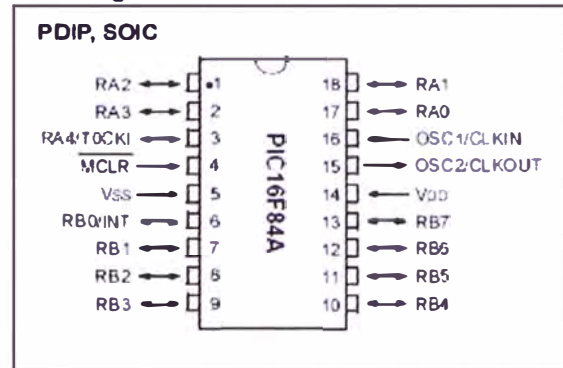 PDIP, SOIC
RA2 •1 18 RA1
RA3 2 17 RA0
RA4/T0CKI 3 16 OSC1/CLKIN
MCLR 4 15 OSC2/CLKOUT
VSS 5 14 VDD
RB0/INT 6 13 RB7
RB1 7 12 RB6
RB2 8 11 RB5
RB3 9 10 RB4
PIC16F84A